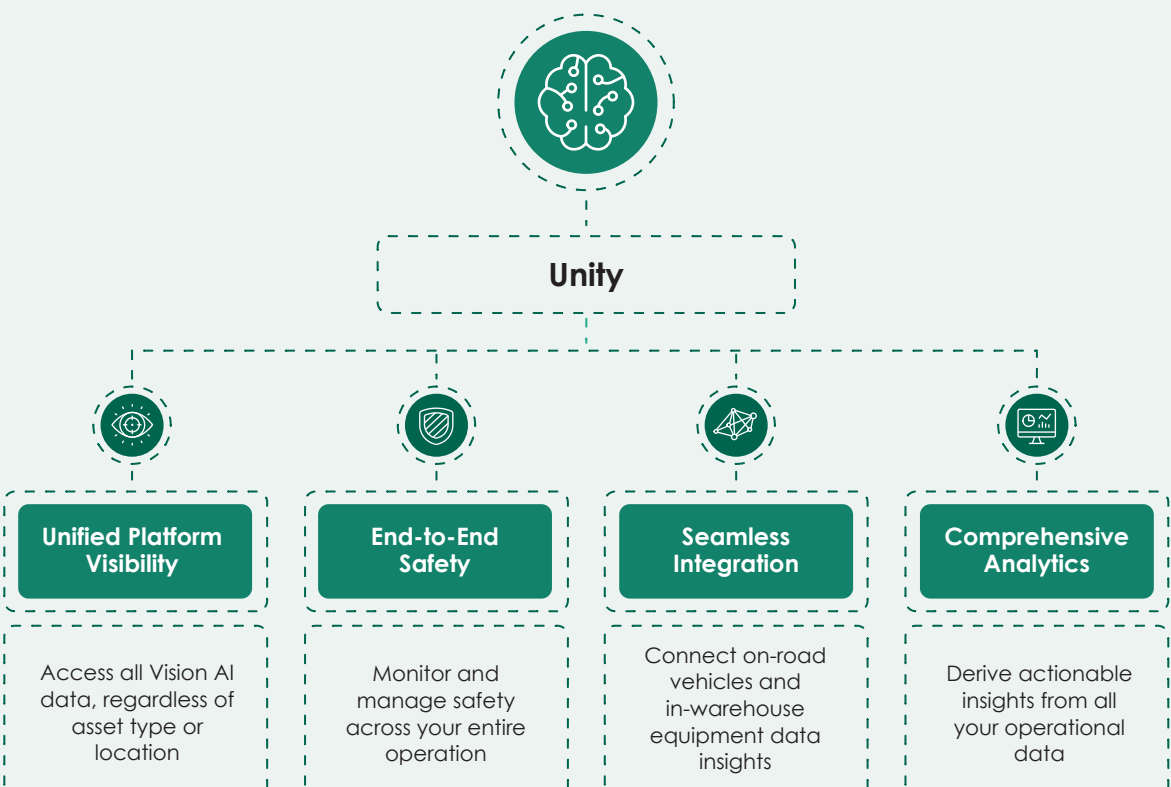 Unity
Unified Platform
Visibility
End-to-End
Safety
Seamless
Integration
Comprehensive
Analytics
Access all Vision AI
data, regardless of
asset type or
location
Monitor and
manage safety
across your entire
operation
Connect on-road
vehicles and
in-warehouse
equipment data
insights
Derive actionable
insights from all
your operational
data